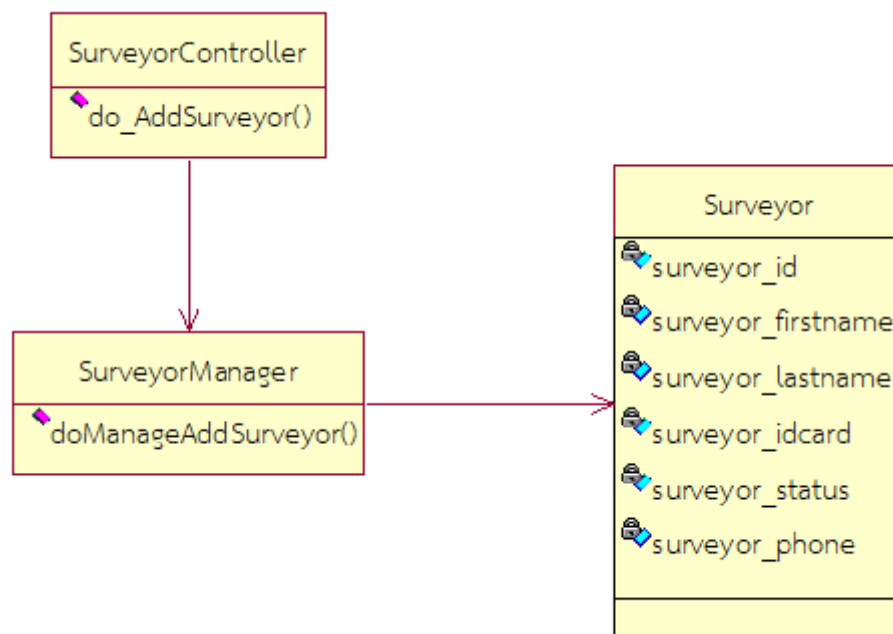 SurveyorController
do_AddSurveyor()
SurveyorManager
doManageAddSurveyor()
Surveyor
surveyor_id
surveyor_firstname
surveyor_lastname
surveyor_idcard
surveyor_status
surveyor_phone